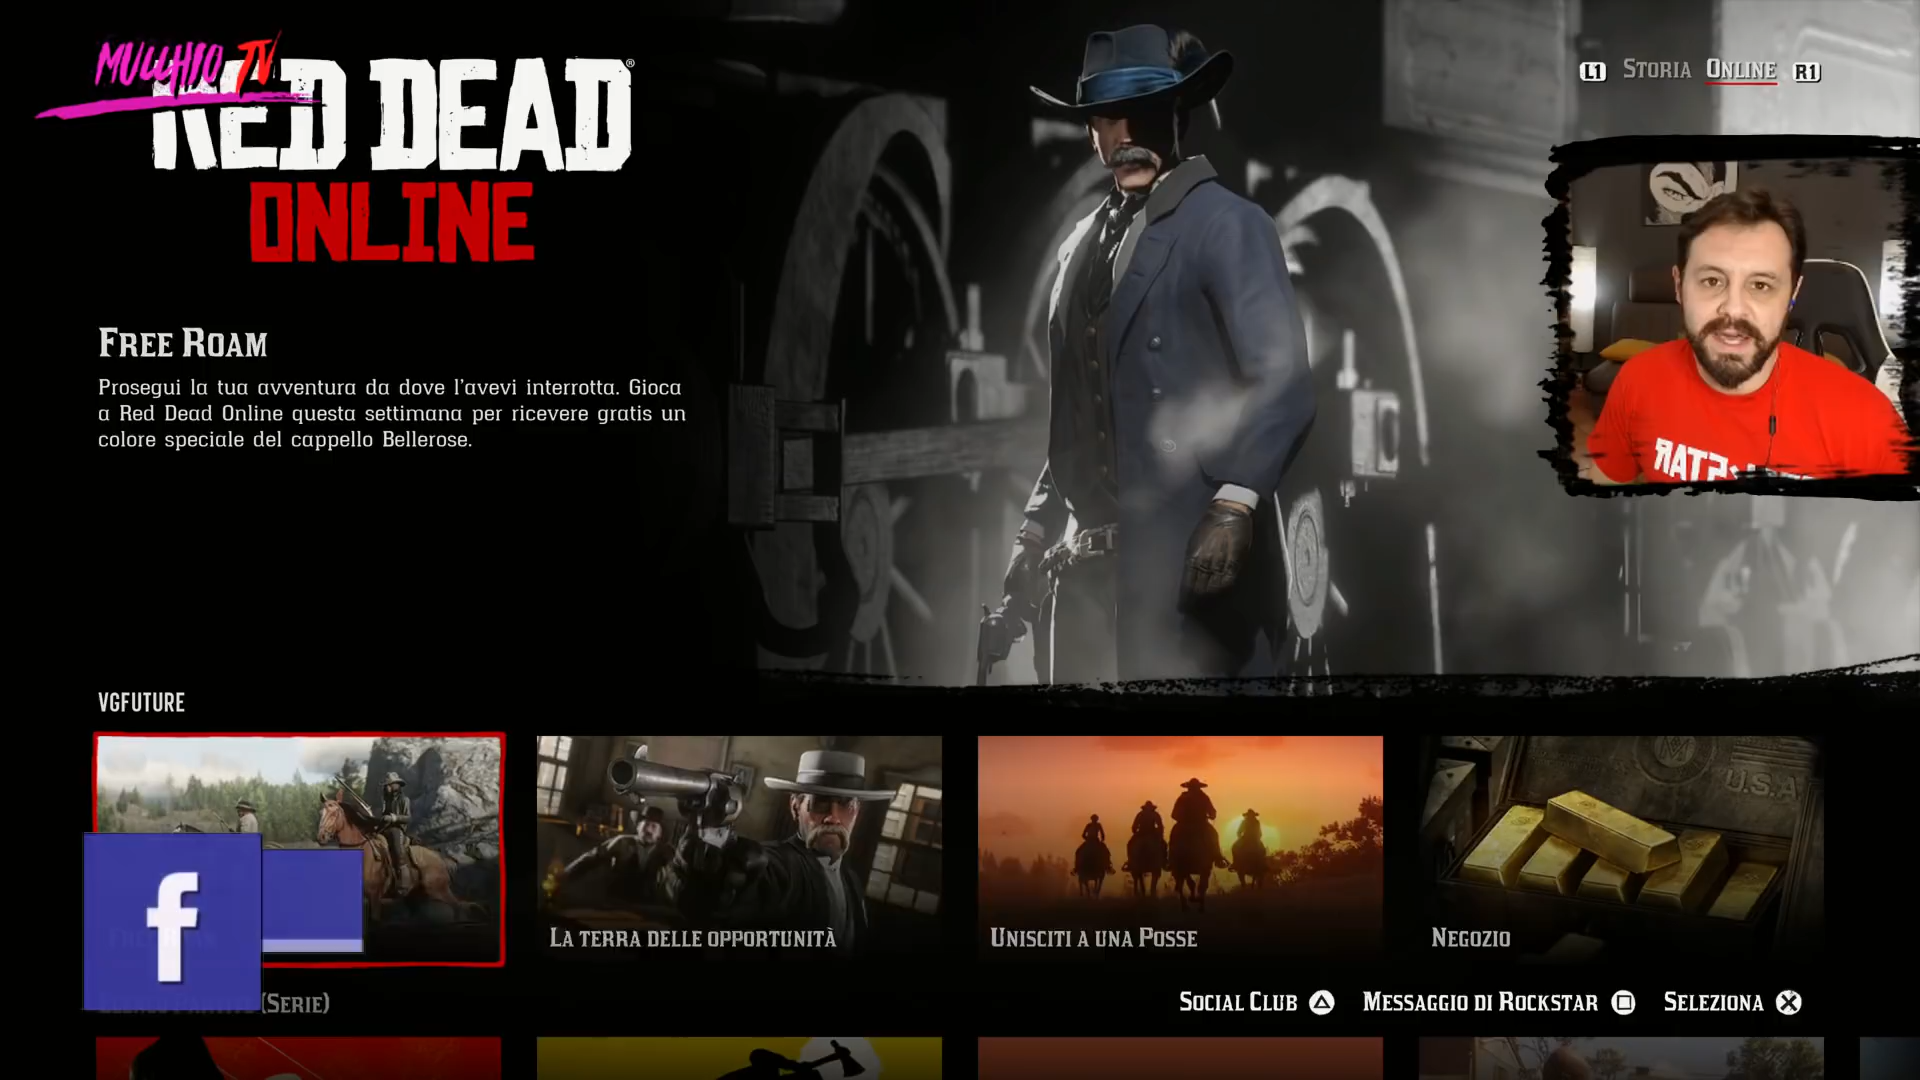 MUCCHIO TV
RED DEAD®
ONLINE
L1 STORIA ONLINE R1
FREE ROAM
Prosegui la tua avventura da dove l'avevi interrotta. Gioca
a Red Dead Online questa settimana per ricevere gratis un
colore speciale del cappello Bellerose.
VGFUTURE
LA TERRA DELLE OPPORTUNITÀ
UNISCITI A UNA POSSE
U.S.A
NEGOZIO
f
(SERIE)
SOCIAL CLUB
MESSAGGIO DI ROCKSTAR
SELEZIONA